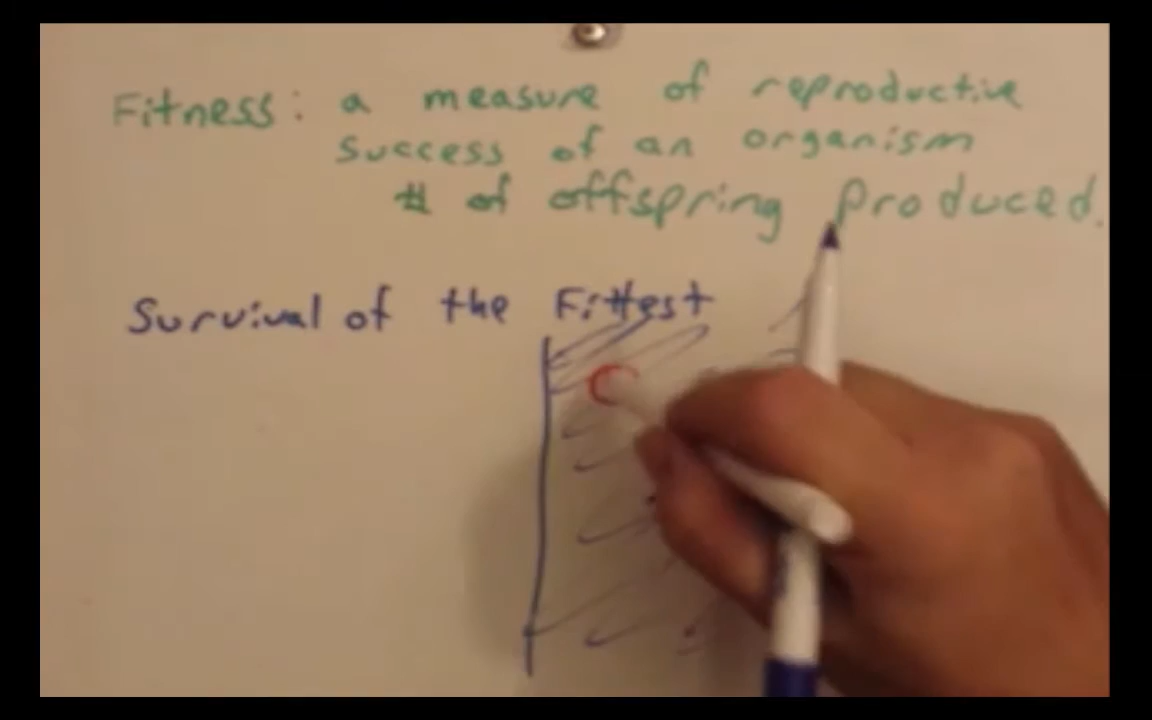 Fitness: a measure of reproductive
success of an organism
# of offspring produced.
Survival of the Fittest